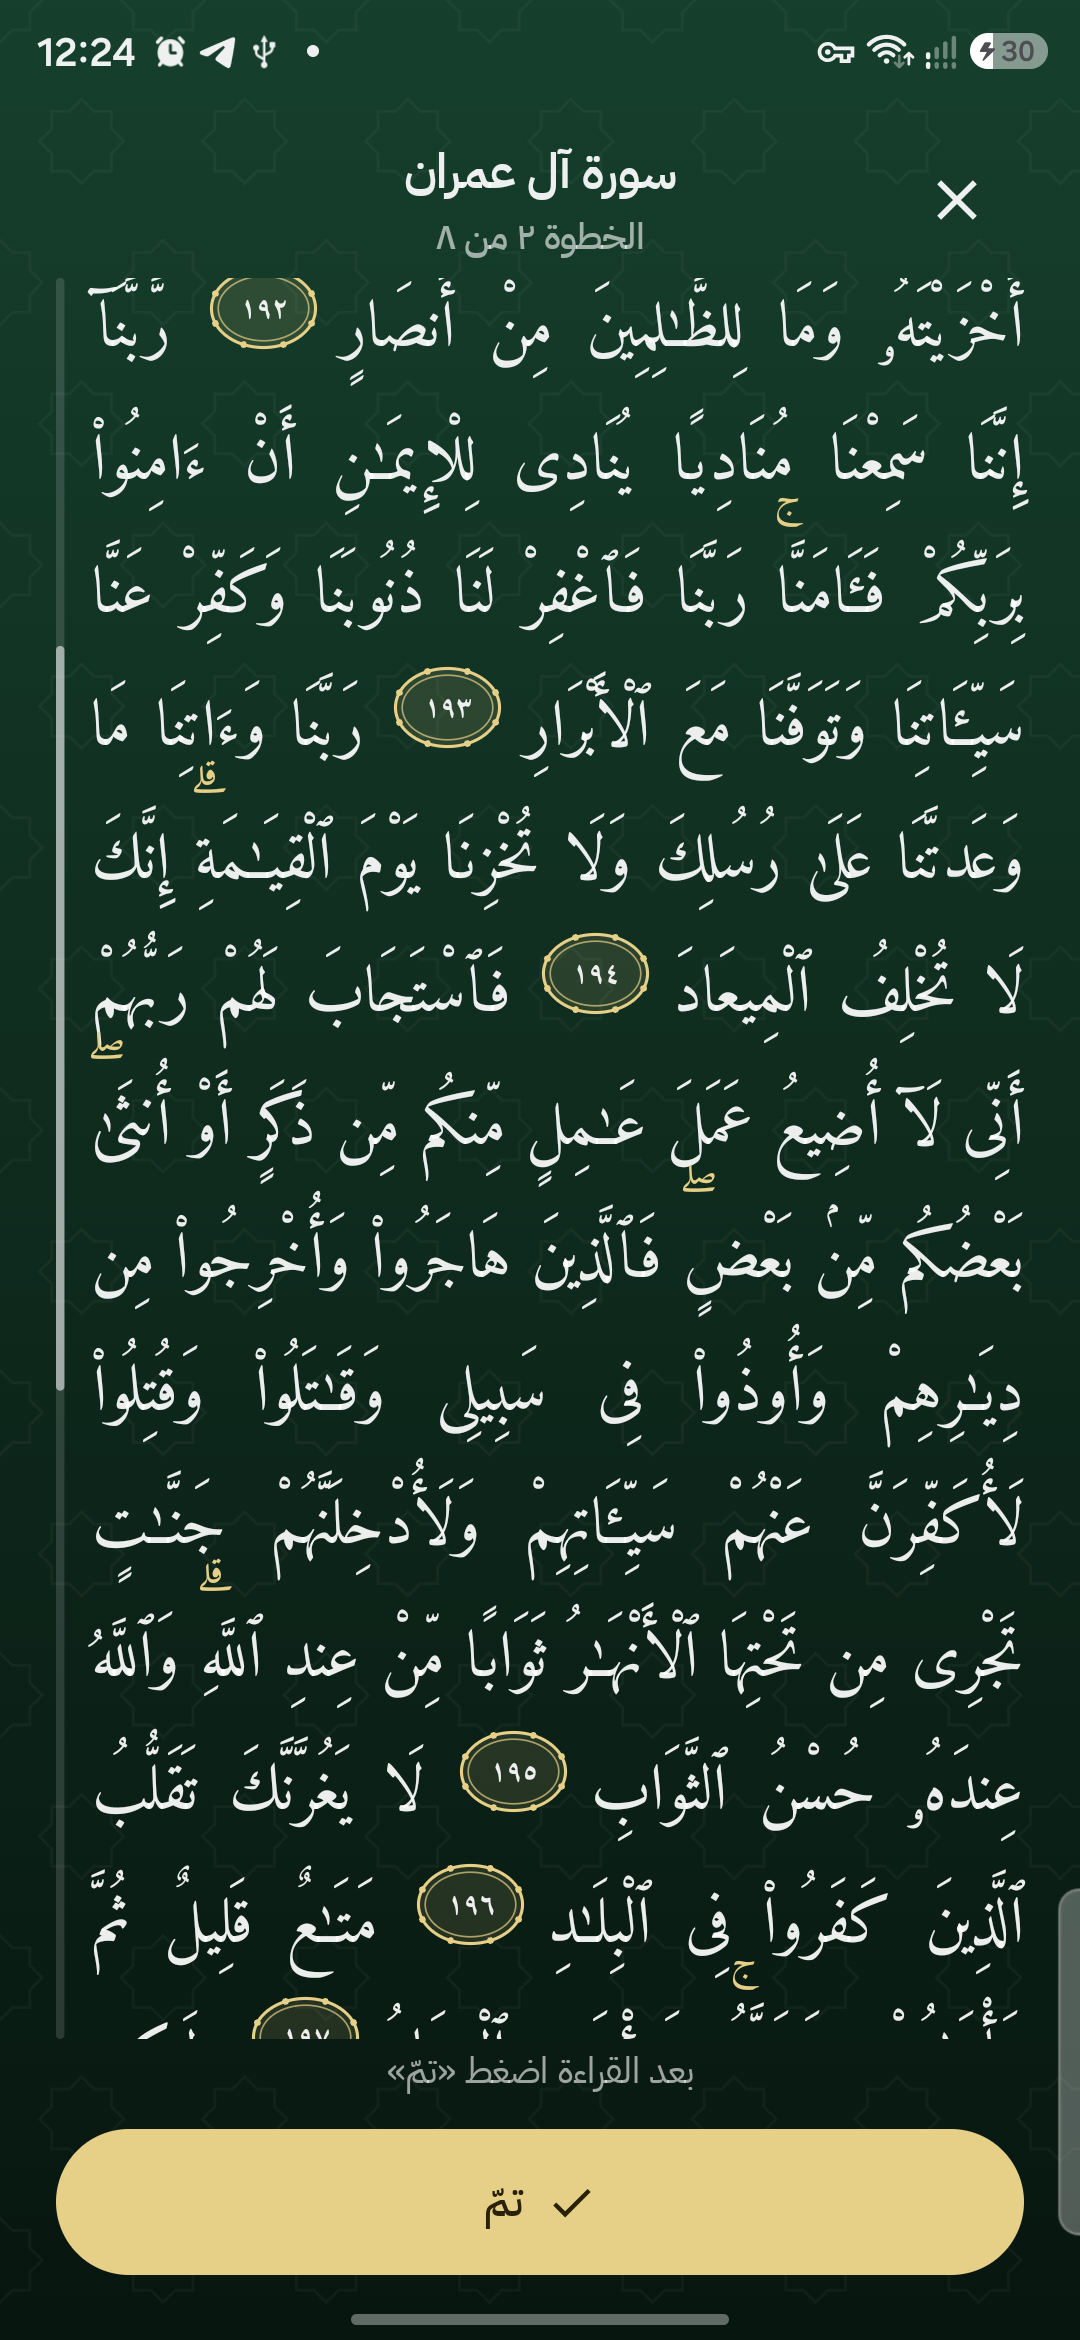 12:24
30
سورة آل عمران
الخطوة ٢ من ٨
أَخْزَيْتَهُۥ وَمَا لِلظَّـٰلِمِينَ مِنْ أَنصَارٍ ١٩٢ رَّبَّنَآ
إِنَّنَا سَمِعْنَا مُنَادِيًا يُنَادِى لِلْإِيمَـٰنِ أَنْ ءَامِنُوا۟
بِرَبِّكُمْ فَـَٔامَنَّا ۚ رَبَّنَا فَٱغْفِرْ لَنَا ذُنُوبَنَا وَكَفِّرْ عَنَّا
سَيِّـَٔاتِنَا وَتَوَفَّنَا مَعَ ٱلْأَبْرَارِ ١٩٣ رَبَّنَا وَءَاتِنَا مَا
وَعَدتَّنَا عَلَىٰ رُسُلِكَ وَلَا تُخْزِنَا يَوْمَ ٱلْقِيَـٰمَةِ ۗ إِنَّكَ
لَا تُخْلِفُ ٱلْمِيعَادَ ١٩٤ فَٱسْتَجَابَ لَهُمْ رَبُّهُمْ
أَنِّى لَآ أُضِيعُ عَمَلَ عَـٰمِلٍ مِّنكُم مِّن ذَكَرٍ أَوْ أُنثَىٰ ۖ
بَعْضُكُم مِّنۢ بَعْضٍ ۖ فَٱلَّذِينَ هَاجَرُوا۟ وَأُخْرِجُوا۟ مِن
دِيَـٰرِهِمْ وَأُوذُوا۟ فِى سَبِيلِى وَقَـٰتَلُوا۟ وَقُتِلُوا۟
لَأُكَفِّرَنَّ عَنْهُمْ سَيِّـَٔاتِهِمْ وَلَأُدْخِلَنَّهُمْ جَنَّـٰتٍ
تَجْرِى مِن تَحْتِهَا ٱلْأَنْهَـٰرُ ثَوَابًا مِّنْ عِندِ ٱللَّهِ ۗ وَٱللَّهُ
عِندَهُۥ حُسْنُ ٱلثَّوَابِ ١٩٥ لَا يَغُرَّنَّكَ تَقَلُّبُ
ٱلَّذِينَ كَفَرُوا۟ فِى ٱلْبِلَـٰدِ ١٩٦ مَتَـٰعٌ قَلِيلٌ ثُمَّ
ۚ ١٩٧
بعد القراءة اضغط «تمّ»
تمّ